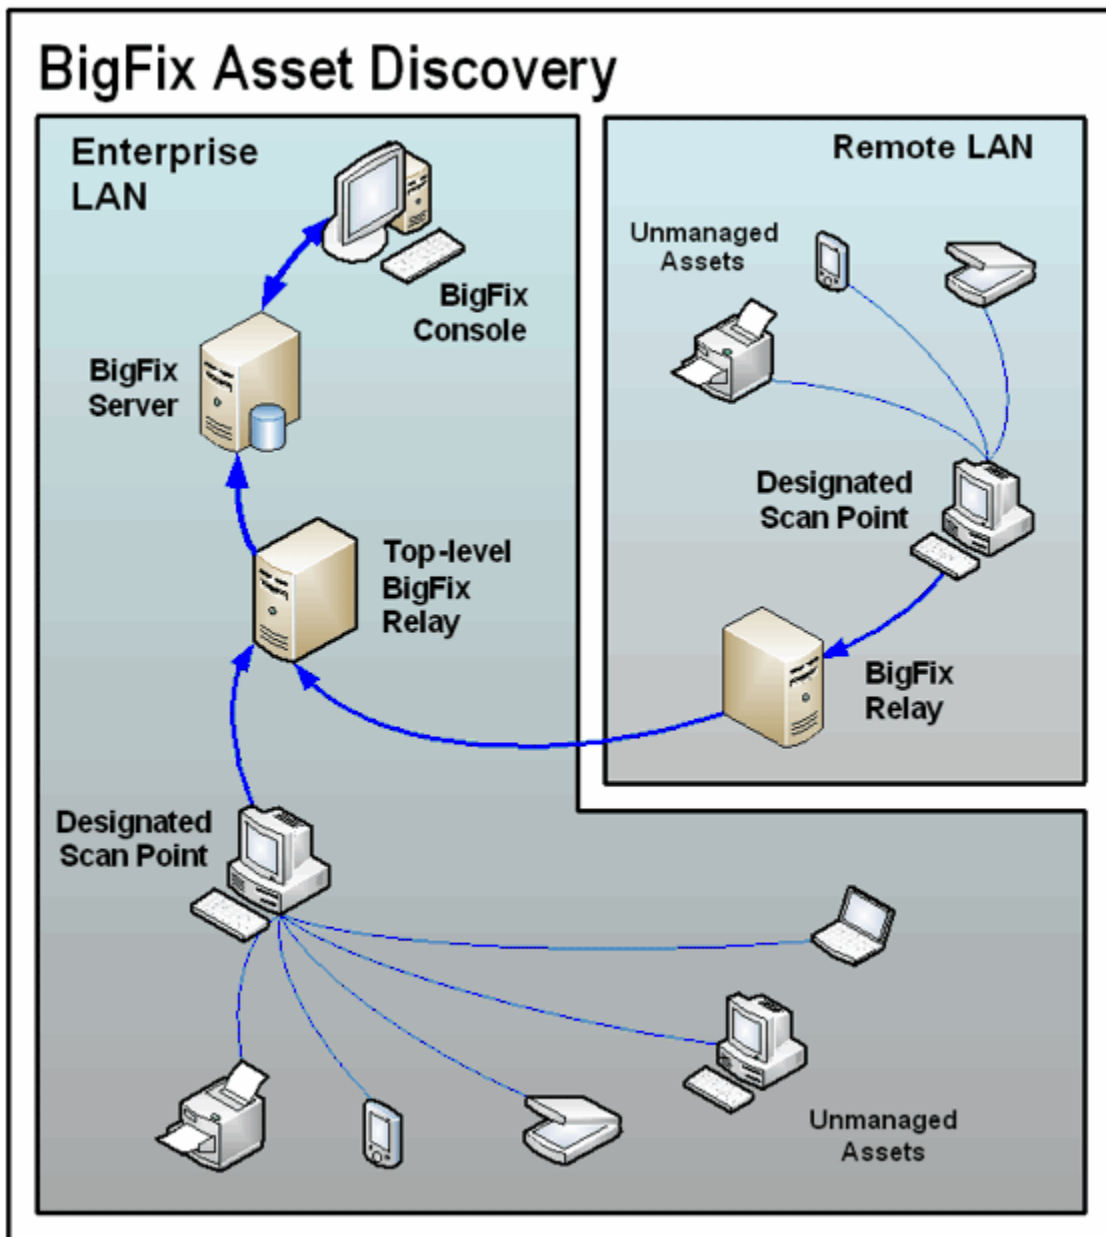 BigFix Asset Discovery
Enterprise
LAN
BigFix
Console
BigFix
Server
Top-level
BigFix
Relay
Designated
Scan Point
Unmanaged
Assets
Remote LAN
Unmanaged
Assets
Designated
Scan Point
BigFix
Relay